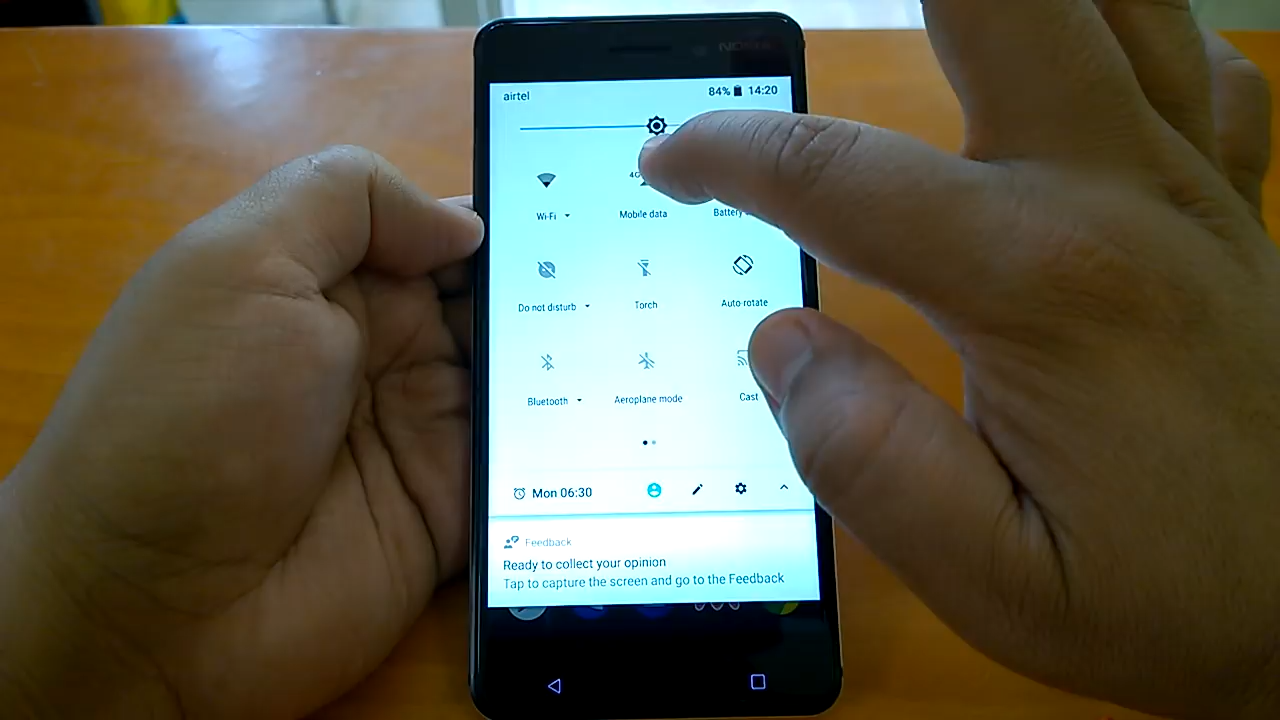 NOKIA
airtel 84% 14:20
4G
Wi-Fi Mobile data Battery
Do not disturb Torch Auto-rotate
Bluetooth Aeroplane mode Cast
Mon 06:30
Feedback
Ready to collect your opinion
Tap to capture the screen and go to the Feedback